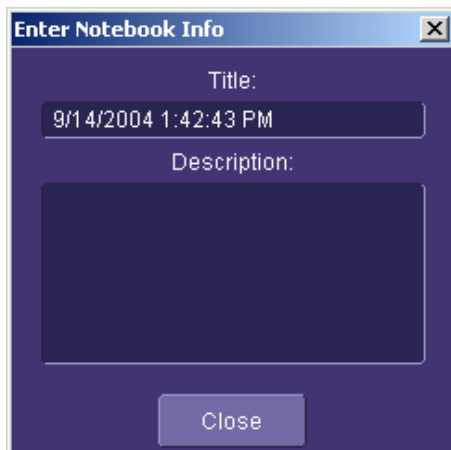 Enter Notebook Info
Title:
9/14/2004 1:42:43 PM
Description:
Close